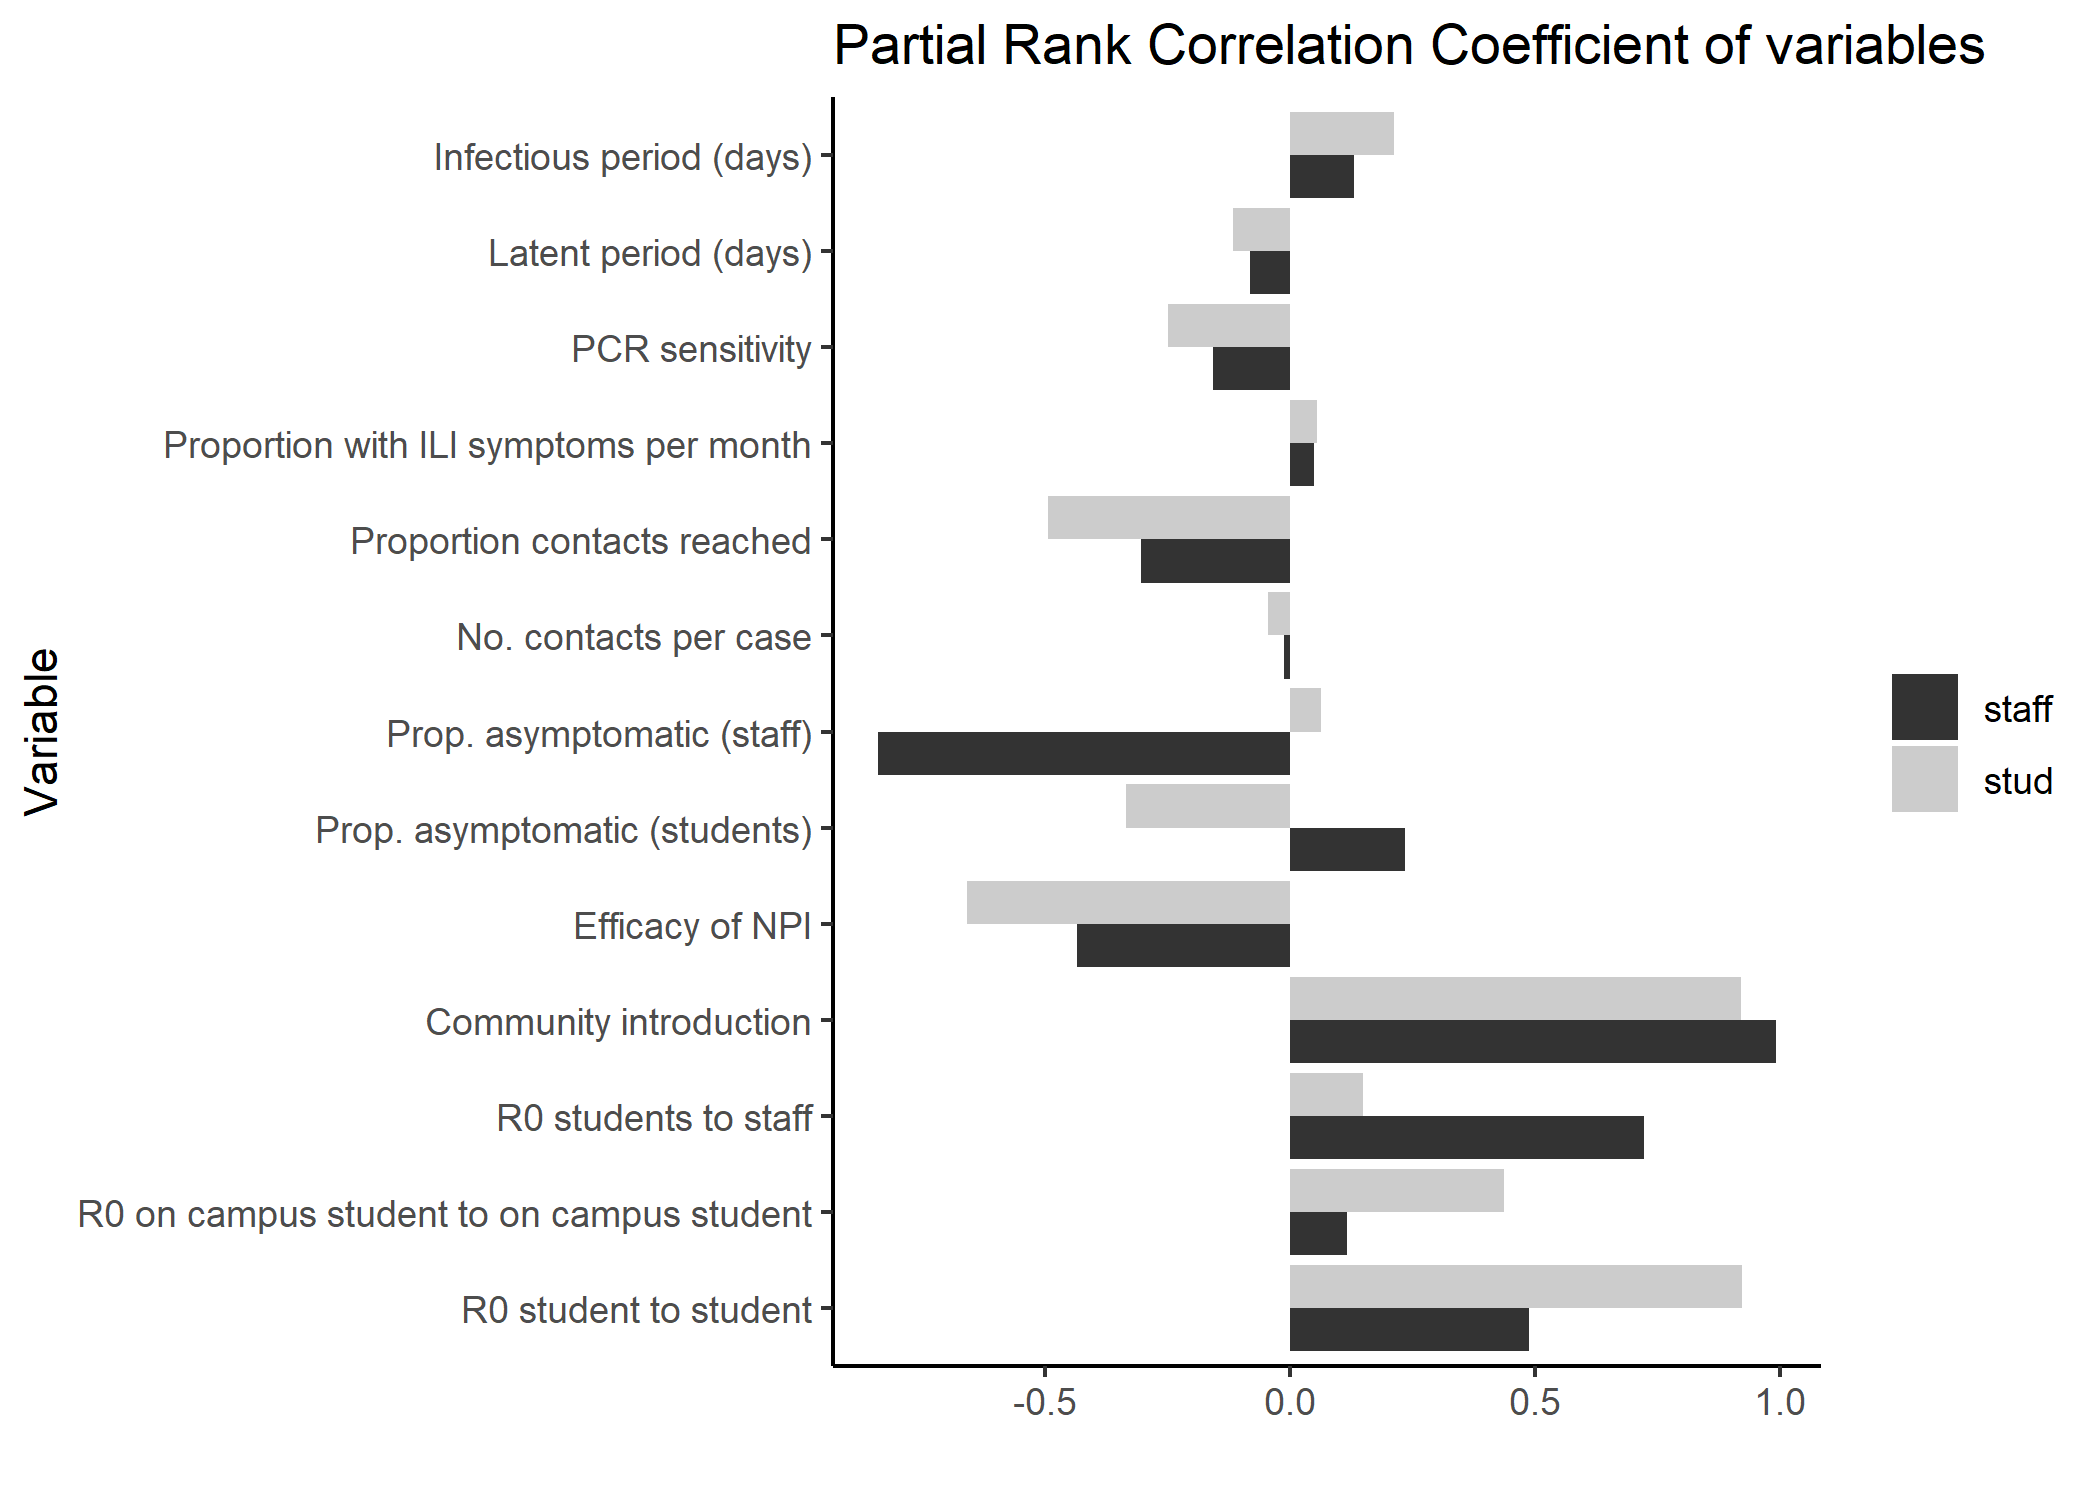 Partial Rank Correlation Coefficient of variables
Variable
Infectious period (days)
Latent period (days)
PCR sensitivity
Proportion with ILI symptoms per month
Proportion contacts reached
No. contacts per case
Prop. asymptomatic (staff)
Prop. asymptomatic (students)
Efficacy of NPI
Community introduction
R0 students to staff
R0 on campus student to on campus student
R0 student to student
-0.5 0.0 0.5 1.0
staff
stud